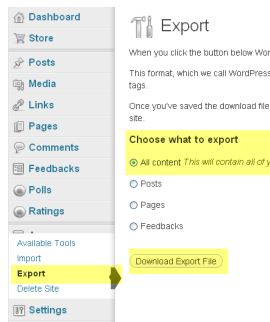 Dashboard
Store
Posts
Media
Links
Pages
Comments
Feedbacks
Polls
Ratings
Available Tools
Import
Export
Delete Site
Settings
Export
When you click the button below Wor
This format, which we call WordPress
tags.
Once you've saved the download file,
site.
Choose what to export
All content This will contain all of y
Posts
Pages
Feedbacks
Download Export File